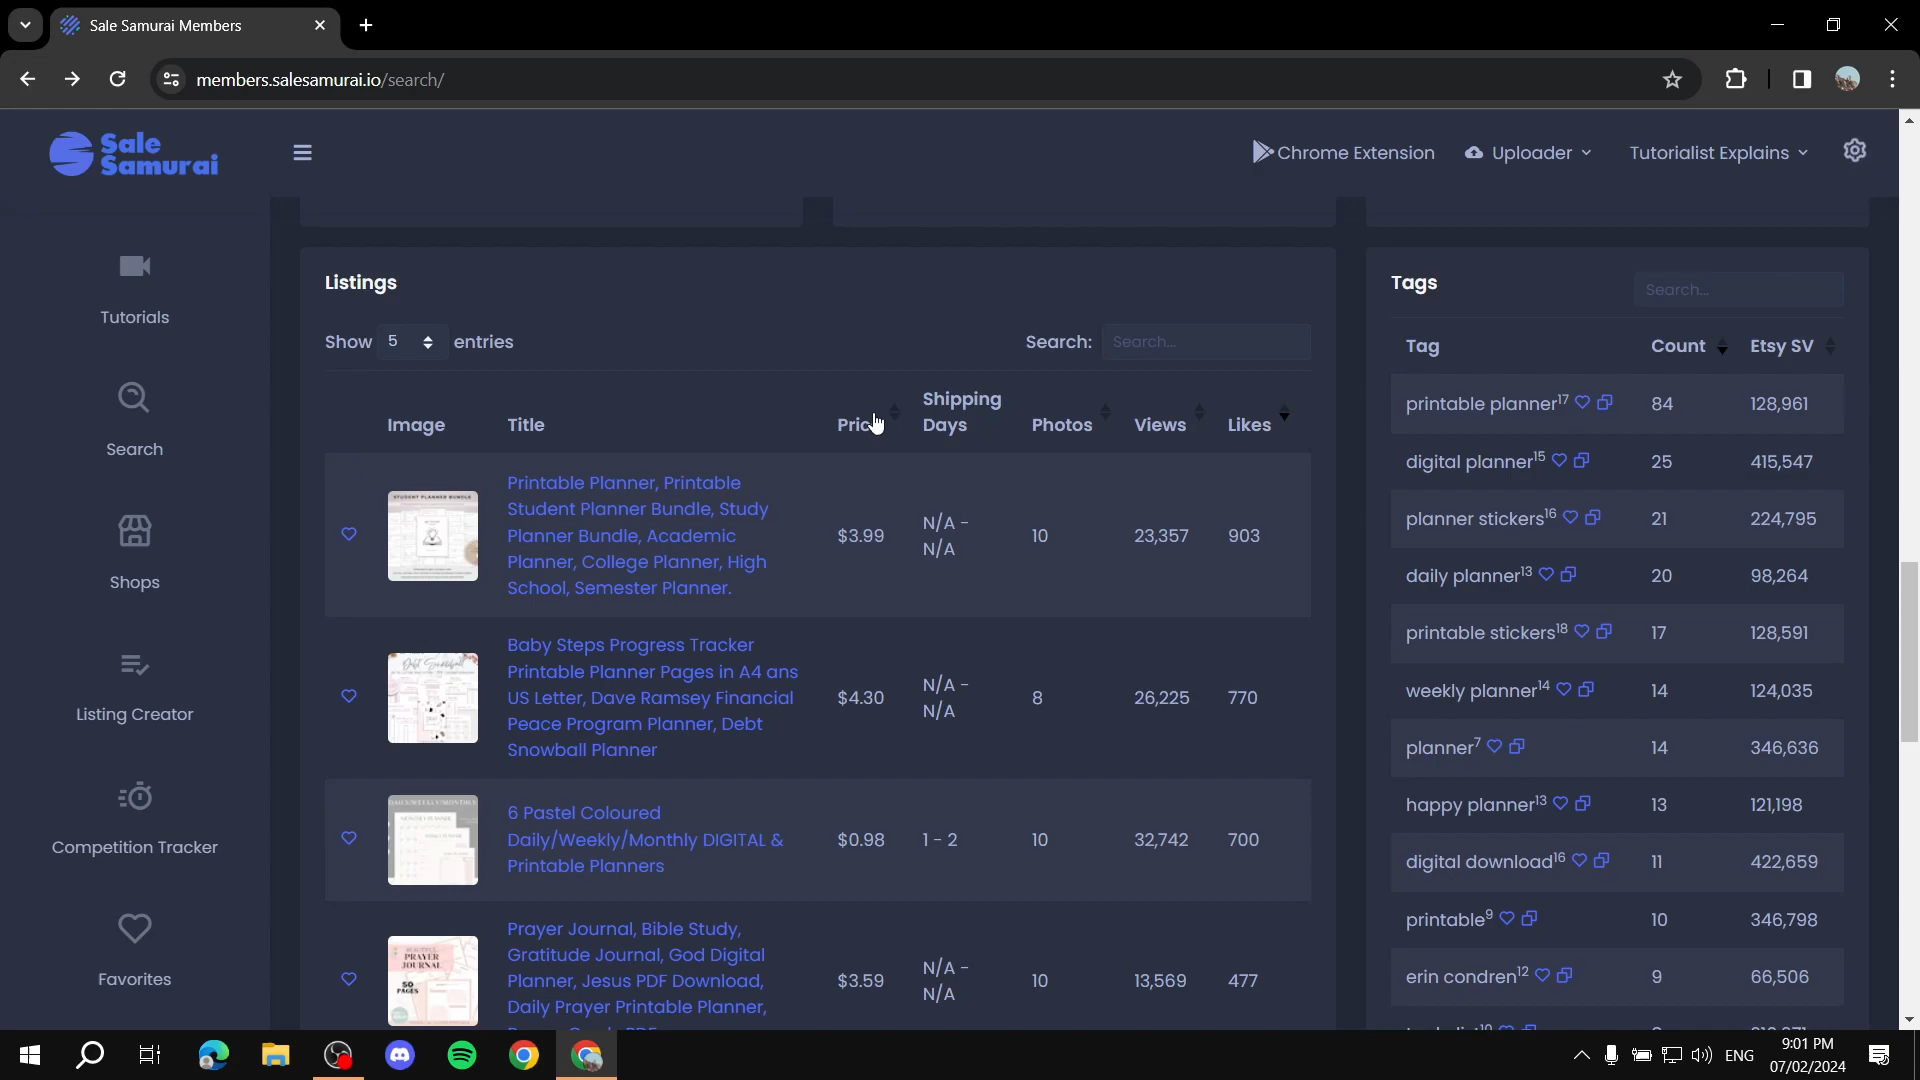 Sale Samurai Members
members.salesamurai.io/search/
Sale
Samurai
Chrome Extension
Uploader
Tutorialist Explains
Tutorials
Search
Shops
Listing Creator
Competition Tracker
Favorites
Listings
Show 5 entries
Search: Search...
Image Title Shipping
Days Photos Views Likes
Printable Planner, Printable
Student Planner Bundle, Study
Planner Bundle, Academic
Planner, College Planner, High
School, Semester Planner.
$3.99 N/A -
N/A 10 23,357 903
Baby Steps Progress Tracker
Printable Planner Pages in A4 ans
US Letter, Dave Ramsey Financial
Peace Program Planner, Debt
Snowball Planner
$4.30 N/A -
N/A 8 26,225 770
6 Pastel Coloured
Daily/Weekly/Monthly DIGITAL &
Printable Planners
$0.98 1 - 2 10 32,742 700
PRAYER
JOURNAL
50
PAGES
Prayer Journal, Bible Study,
Gratitude Journal, God Digital
Planner, Jesus PDF Download,
Daily Prayer Printable Planner,
$3.59 N/A -
N/A 10 13,569 477
Tags Search...
Tag Count Etsy SV
printable planner17 84 128,961
digital planner15 25 415,547
planner stickers16 21 224,795
daily planner13 20 98,264
printable stickers18 17 128,591
weekly planner14 14 124,035
planner7 14 346,636
happy planner13 13 121,198
digital download16 11 422,659
printable9 10 346,798
erin condren12 9 66,506
ENG
9:01 PM
07/02/2024